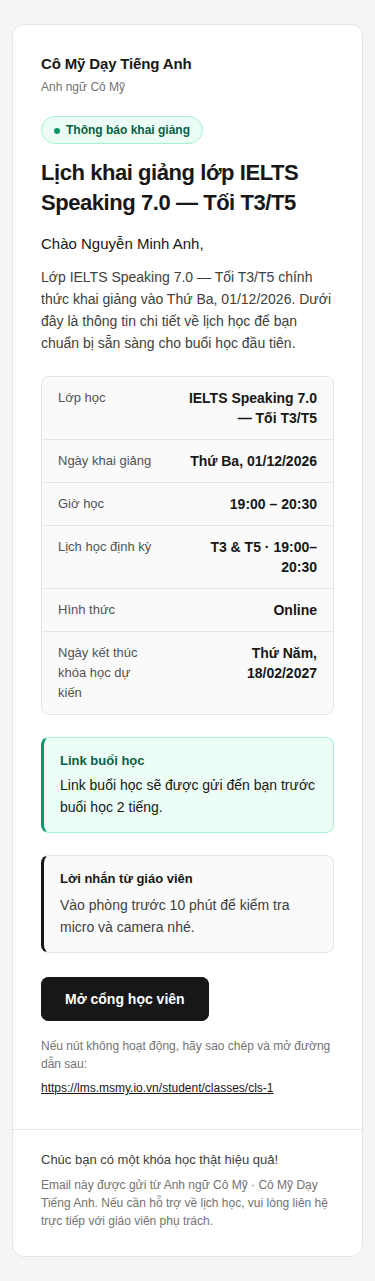 Cô Mỹ Dạy Tiếng Anh
Anh ngữ Cô Mỹ
Thông báo khai giảng
Lịch khai giảng lớp IELTS
Speaking 7.0 — Tối T3/T5
Chào Nguyễn Minh Anh,
Lớp IELTS Speaking 7.0 — Tối T3/T5 chính
thức khai giảng vào Thứ Ba, 01/12/2026. Dưới
đây là thông tin chi tiết về lịch học để bạn
chuẩn bị sẵn sàng cho buổi học đầu tiên.
Lớp học IELTS Speaking 7.0
— Tối T3/T5
Ngày khai giảng Thứ Ba, 01/12/2026
Giờ học 19:00 – 20:30
Lịch học định kỳ T3 & T5 · 19:00–
20:30
Hình thức Online
Ngày kết thúc Thứ Năm,
khóa học dự 18/02/2027
kiến
Link buổi học
Link buổi học sẽ được gửi đến bạn trước
buổi học 2 tiếng.
Lời nhắn từ giáo viên
Vào phòng trước 10 phút để kiểm tra
micro và camera nhé.
Mở cổng học viên
Nếu nút không hoạt động, hãy sao chép và mở đường
dẫn sau:
https://lms.msmy.io.vn/student/classes/cls-1
Chúc bạn có một khóa học thật hiệu quả!
Email này được gửi từ Anh ngữ Cô Mỹ · Cô Mỹ Dạy
Tiếng Anh. Nếu cần hỗ trợ về lịch học, vui lòng liên hệ
trực tiếp với giáo viên phụ trách.